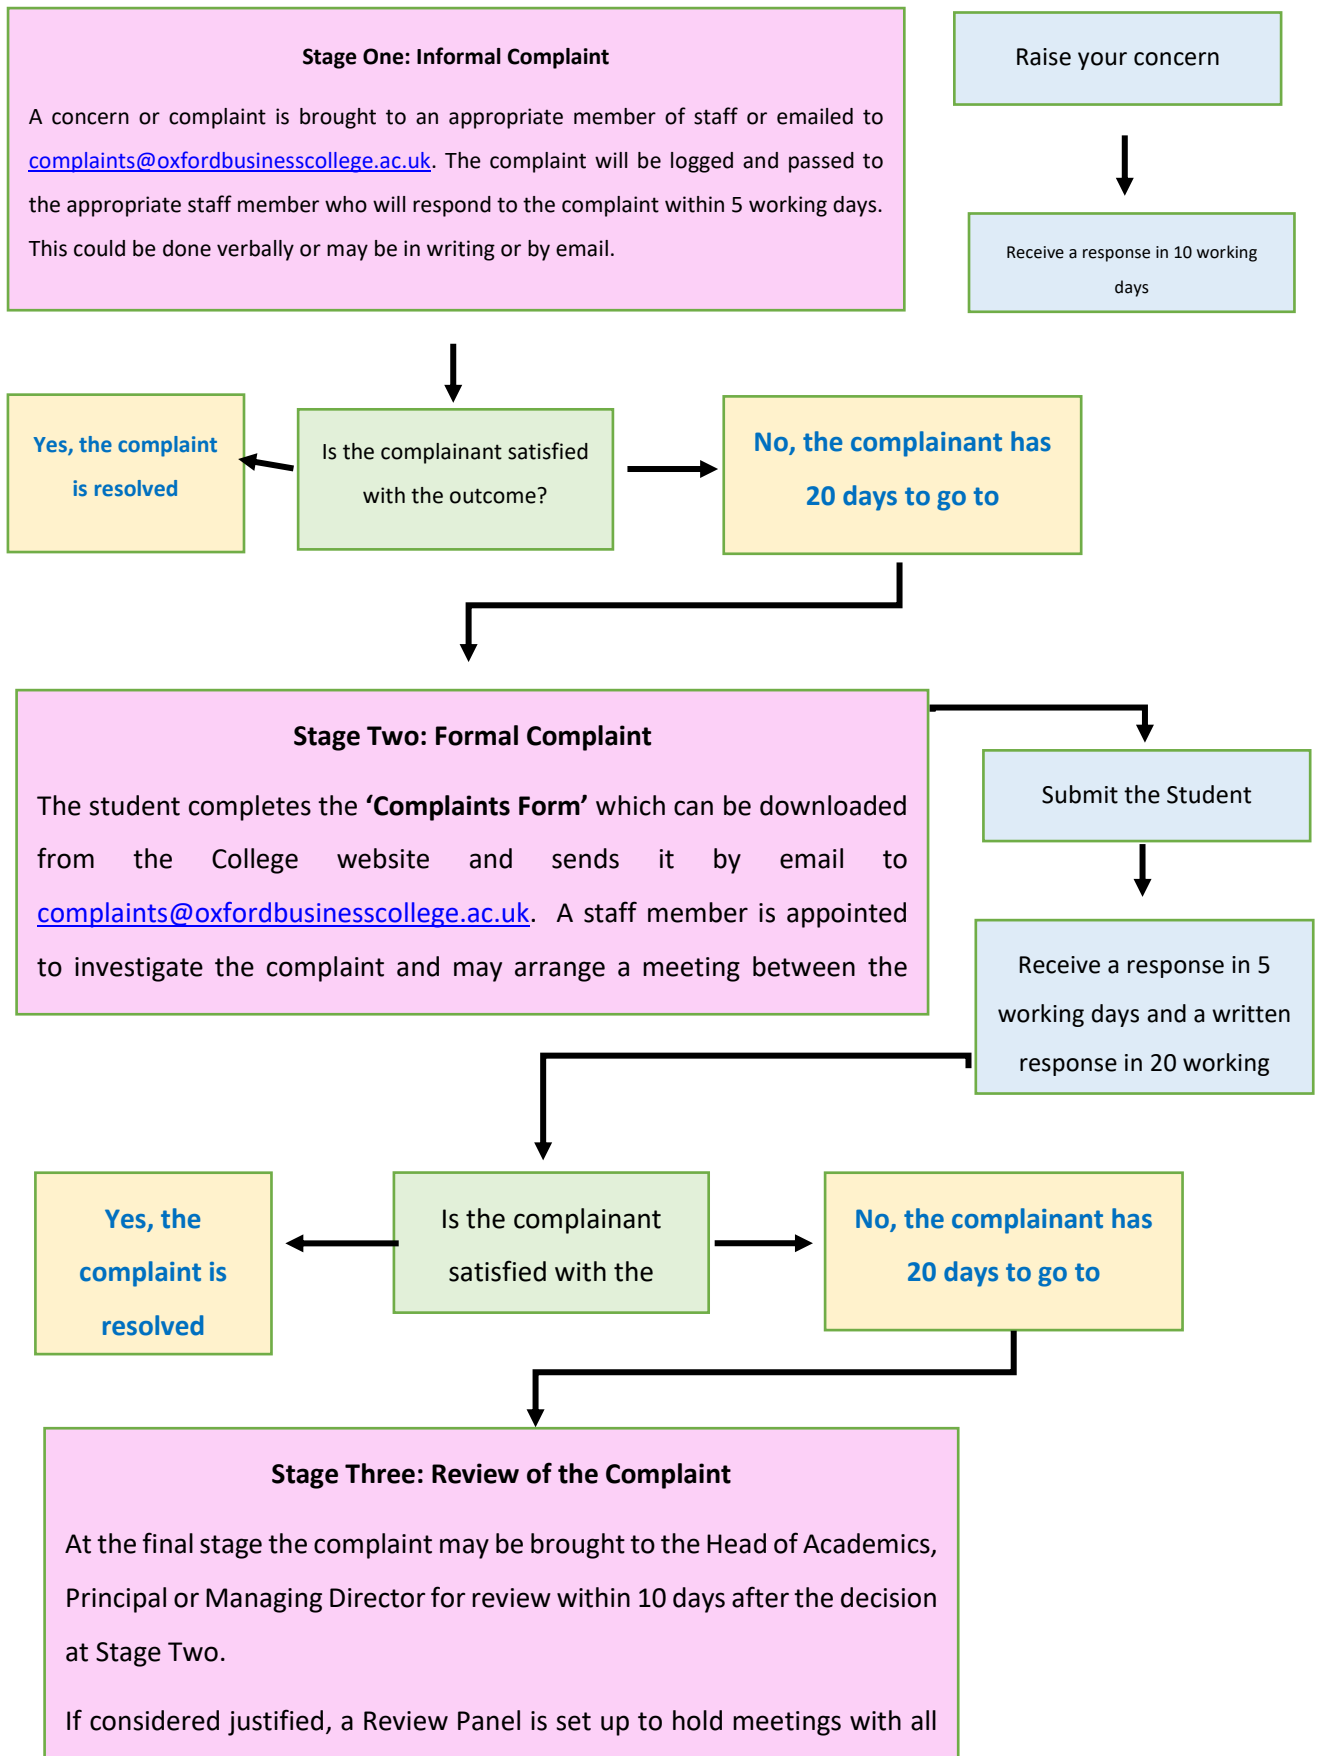 Stage One: Informal Complaint
A concern or complaint is brought to an appropriate member of staff or emailed to
complaints@oxfordbusinesscollege.ac.uk. The complaint will be logged and passed to
the appropriate staff member who will respond to the complaint within 5 working days.
This could be done verbally or may be in writing or by email.
Raise your concern
Receive a response in 10 working
days
Yes, the complaint
is resolved
Is the complainant satisfied
with the outcome?
No, the complainant has
20 days to go to
Stage Two: Formal Complaint
The student completes the ‘Complaints Form’ which can be downloaded
from the College website and sends it by email to
complaints@oxfordbusinesscollege.ac.uk. A staff member is appointed
to investigate the complaint and may arrange a meeting between the
Submit the Student
Receive a response in 5
working days and a written
response in 20 working
Yes, the
complaint is
resolved
Is the complainant
satisfied with the
No, the complainant has
20 days to go to
Stage Three: Review of the Complaint
At the final stage the complaint may be brought to the Head of Academics,
Principal or Managing Director for review within 10 days after the decision
at Stage Two.
If considered justified, a Review Panel is set up to hold meetings with all